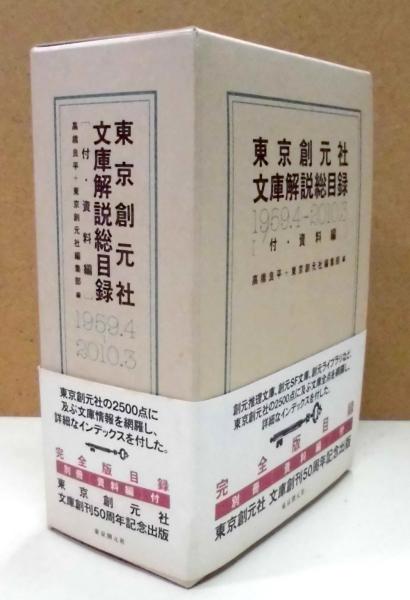 東京創元社
文庫解説総目録
[付・資料編]
高橋良平+東京創元社編集部 編
1959.4
2010.3
東京創元社の2500点に
及ぶ文庫情報を網羅し、
詳細なインデックスを付した。
完全版目録
別冊 資料編 付
東京創元社
文庫創刊50周年記念出版
東京創元社
東京創元社
文庫解説総目録
1959.4-2010.3
[付・資料編]
高橋良平+東京創元社編集部 編
創元推理文庫、創元SF文庫、創元ライブラリなど、
東京創元社の2500点に及ぶ文庫全点を網羅し、
詳細なインデックスを付した。
完全版目録
別冊 資料編 付
東京創元社 文庫創刊50周年記念出版
東京創元社